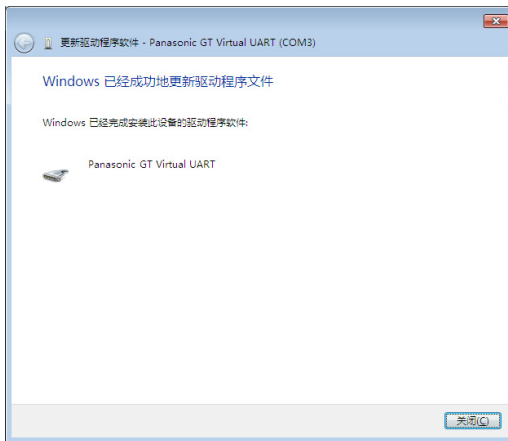 更新驱动程序软件 - Panasonic GT Virtual UART (COM3)
Windows 已经成功地更新驱动程序文件
Windows 已经完成安装此设备的驱动程序软件:
Panasonic GT Virtual UART
关闭(C)